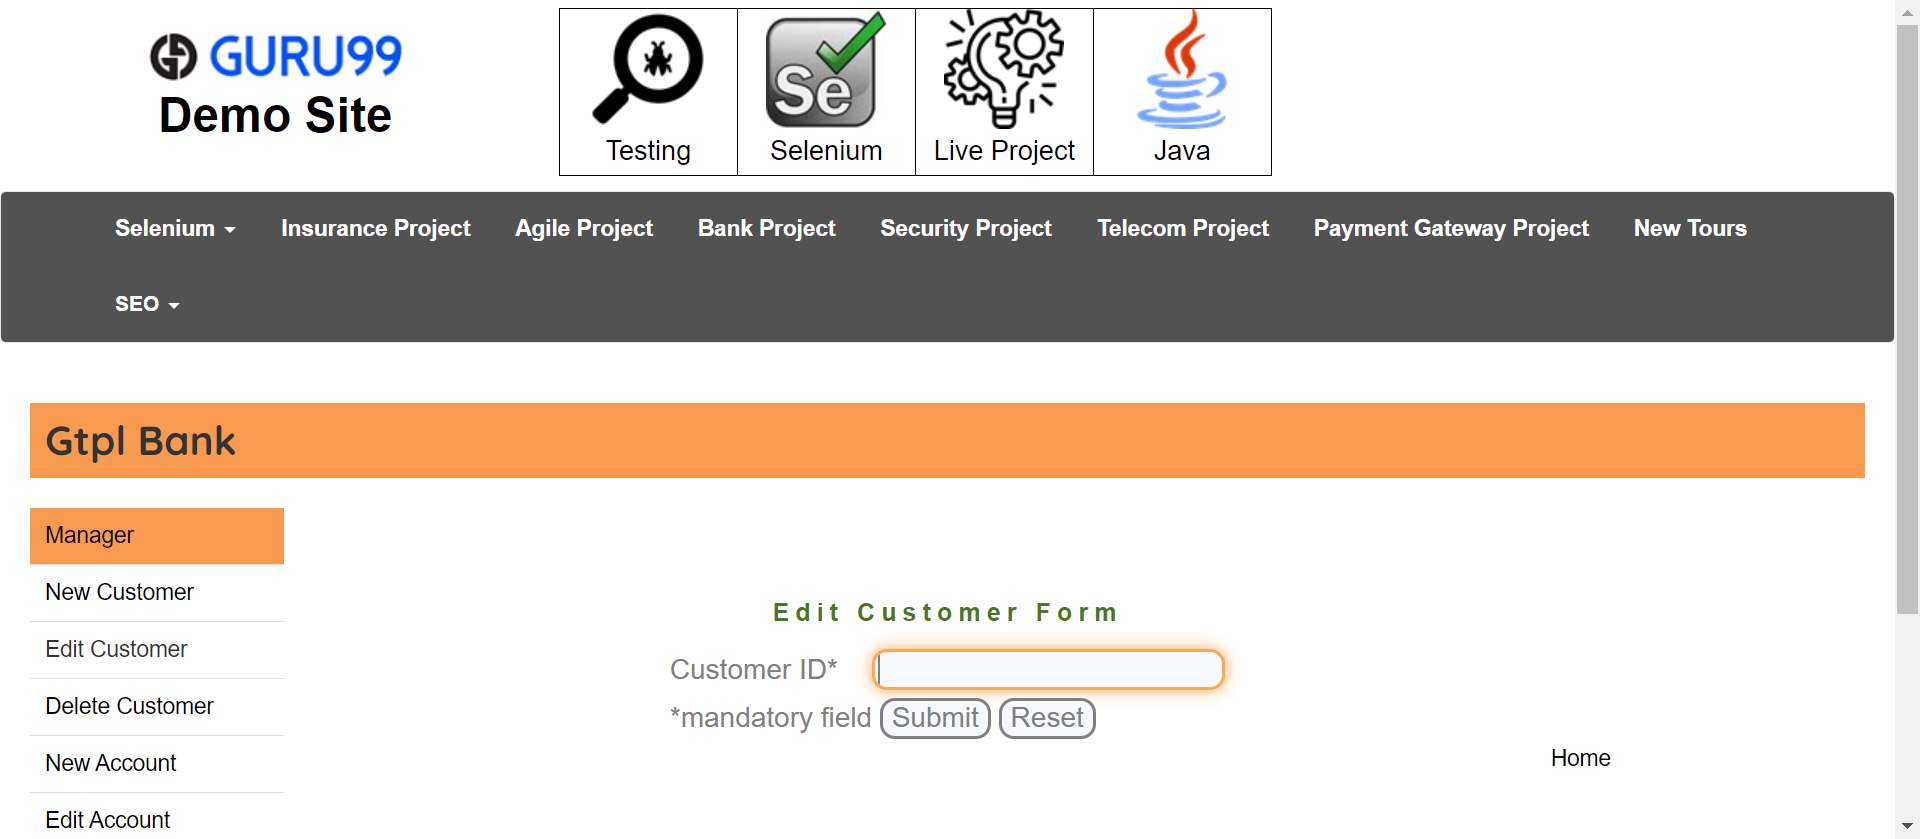 GURU99
Demo Site
Se
Testing
Selenium
Live Project
Java
Selenium
Insurance Project
Agile Project
Bank Project
Security Project
Telecom Project
Payment Gateway Project
New Tours
SEO
Gtpl Bank
Manager
New Customer
Edit Customer
Delete Customer
New Account
Edit Account
Edit Customer Form
Customer ID*
*mandatory field
Submit
Reset
Home